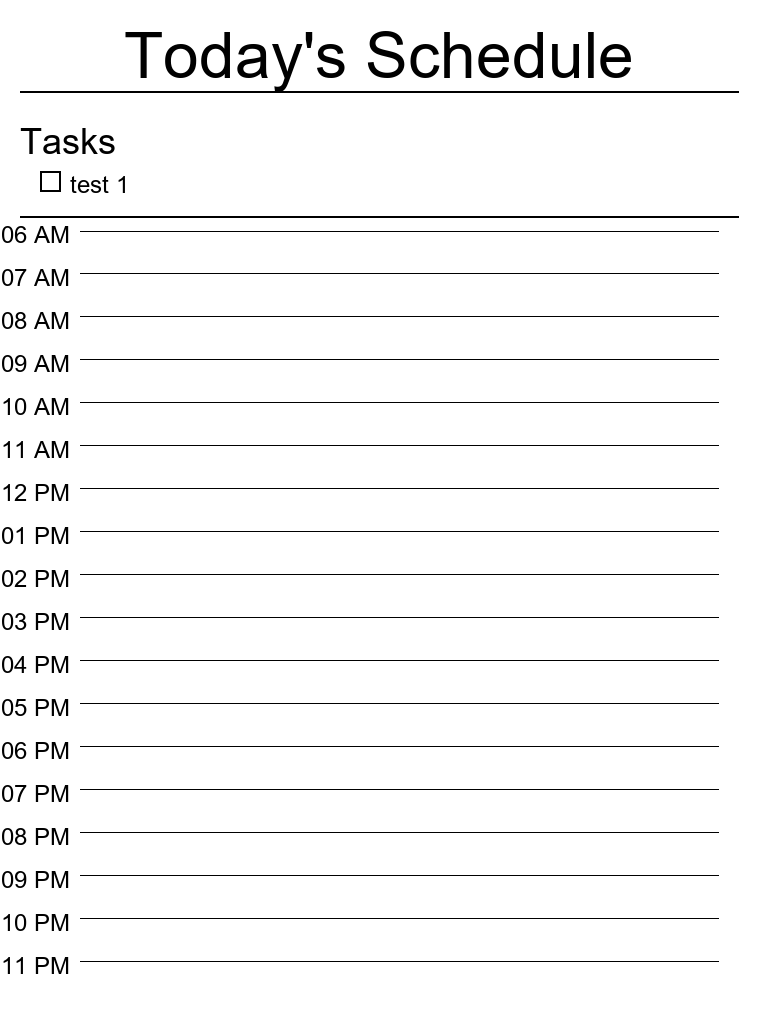 Today's Schedule
Tasks
test 1
06 AM
07 AM
08 AM
09 AM
10 AM
11 AM
12 PM
01 PM
02 PM
03 PM
04 PM
05 PM
06 PM
07 PM
08 PM
09 PM
10 PM
11 PM